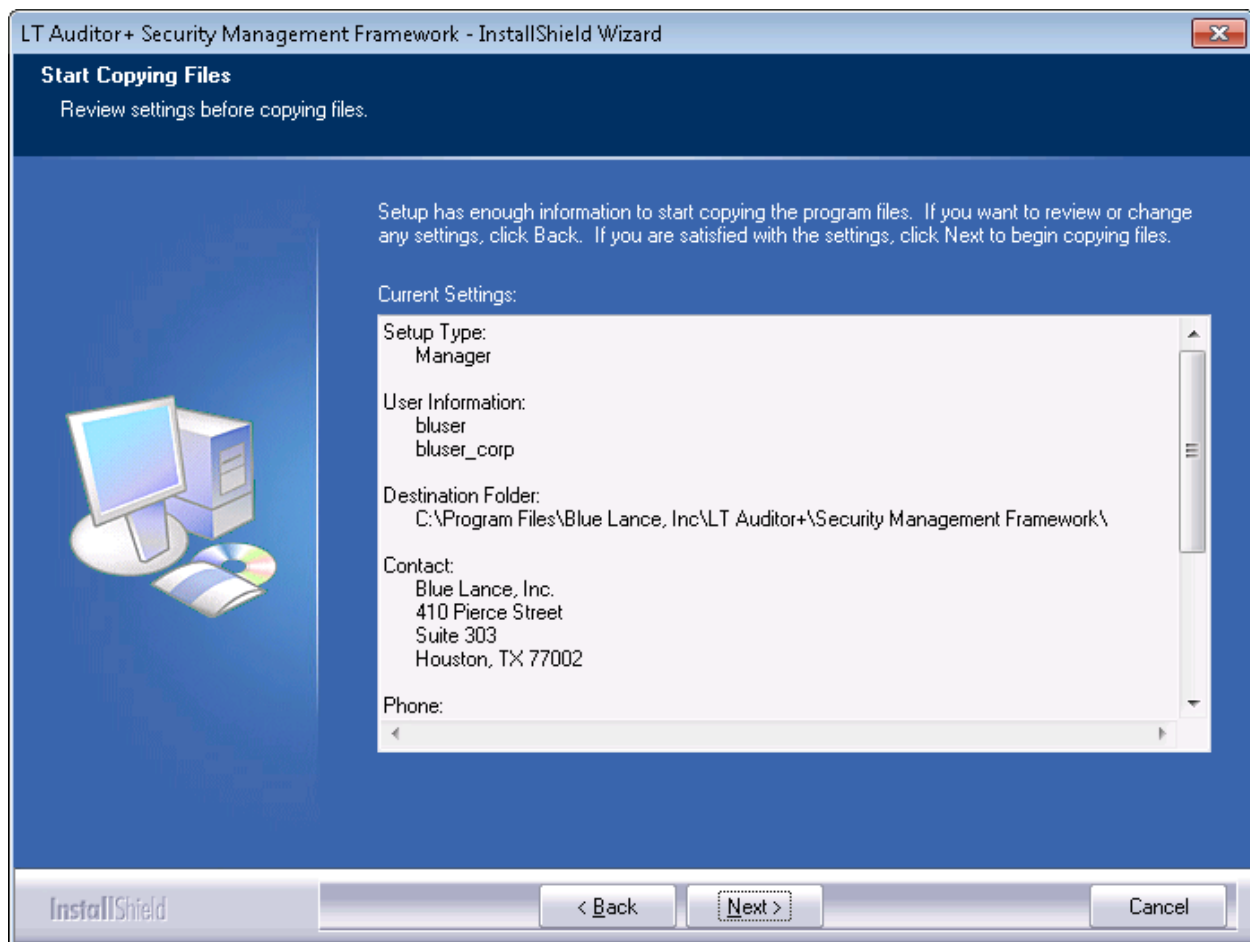 LT Auditor+ Security Management Framework - InstallShield Wizard
Start Copying Files
Review settings before copying files.
Setup has enough information to start copying the program files.  If you want to review or change
any settings, click Back.  If you are satisfied with the settings, click Next to begin copying files.
Current Settings:
Setup Type:
Manager
User Information:
bluser
bluser_corp
Destination Folder:
C:\Program Files\Blue Lance, Inc\LT Auditor+\Security Management Framework\
Contact:
Blue Lance, Inc.
410 Pierce Street
Suite 303
Houston, TX 77002
Phone:
InstallShield
< Back
Next >
Cancel